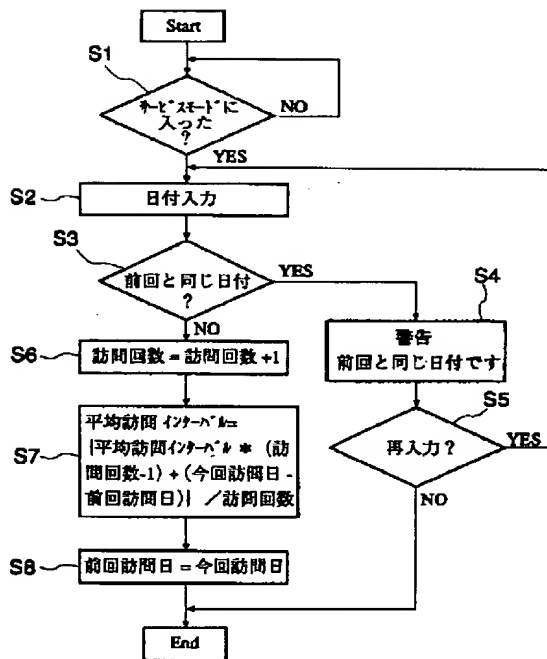 Start
S1
サービスモードに
入った
?
NO
YES
S2
日付入力
S3
前回と同じ日付
?
YES
NO
S4
警告
前回と同じ日付です
S5
再入力？
YES
NO
S6
訪問回数＝訪問回数+1
S7
平均訪問インターバル＝
{平均訪問インターバル * (訪
問回数-1) + (今回訪問日-
前回訪問日)} ／訪問回数
S8
前回訪問日＝今回訪問日
End